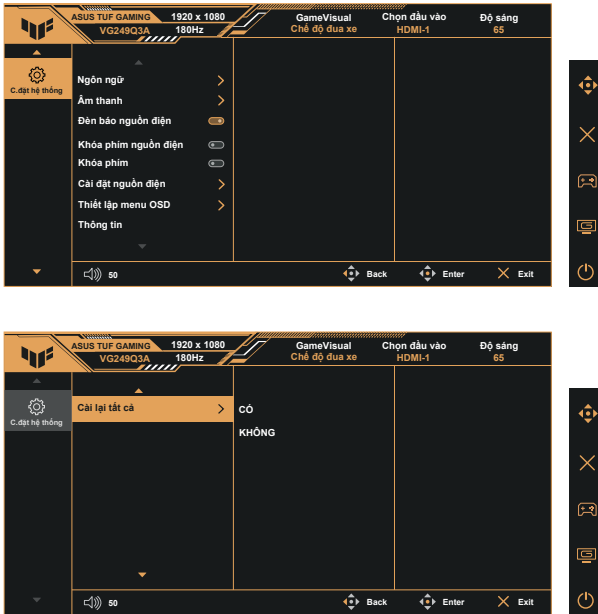 ASUS TUF GAMING 1920 x 1080 GameVisual Chọn đầu vào Độ sáng
VG249Q3A 180Hz Chế độ đua xe HDMI-1 65
C.đặt hệ thống
Ngôn ngữ
Âm thanh
Đèn báo nguồn điện
Khóa phím nguồn điện
Khóa phím
Cài đặt nguồn điện
Thiết lập menu OSD
Thông tin
50 Back Enter Exit
ASUS TUF GAMING 1920 x 1080 GameVisual Chọn đầu vào Độ sáng
VG249Q3A 180Hz Chế độ đua xe HDMI-1 65
C.đặt hệ thống
Cài lại tất cả CÓ
KHÔNG
50 Back Enter Exit